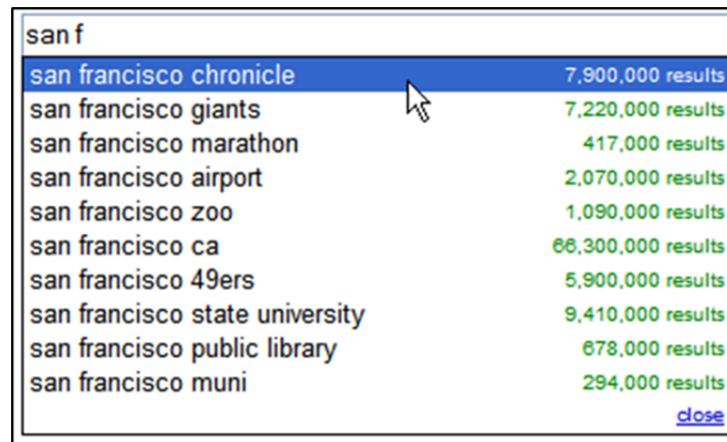 san f
san francisco chronicle 7,900,000 results
san francisco giants 7,220,000 results
san francisco marathon 417,000 results
san francisco airport 2,070,000 results
san francisco zoo 1,090,000 results
san francisco ca 66,300,000 results
san francisco 49ers 5,900,000 results
san francisco state university 9,410,000 results
san francisco public library 678,000 results
san francisco muni 294,000 results
close